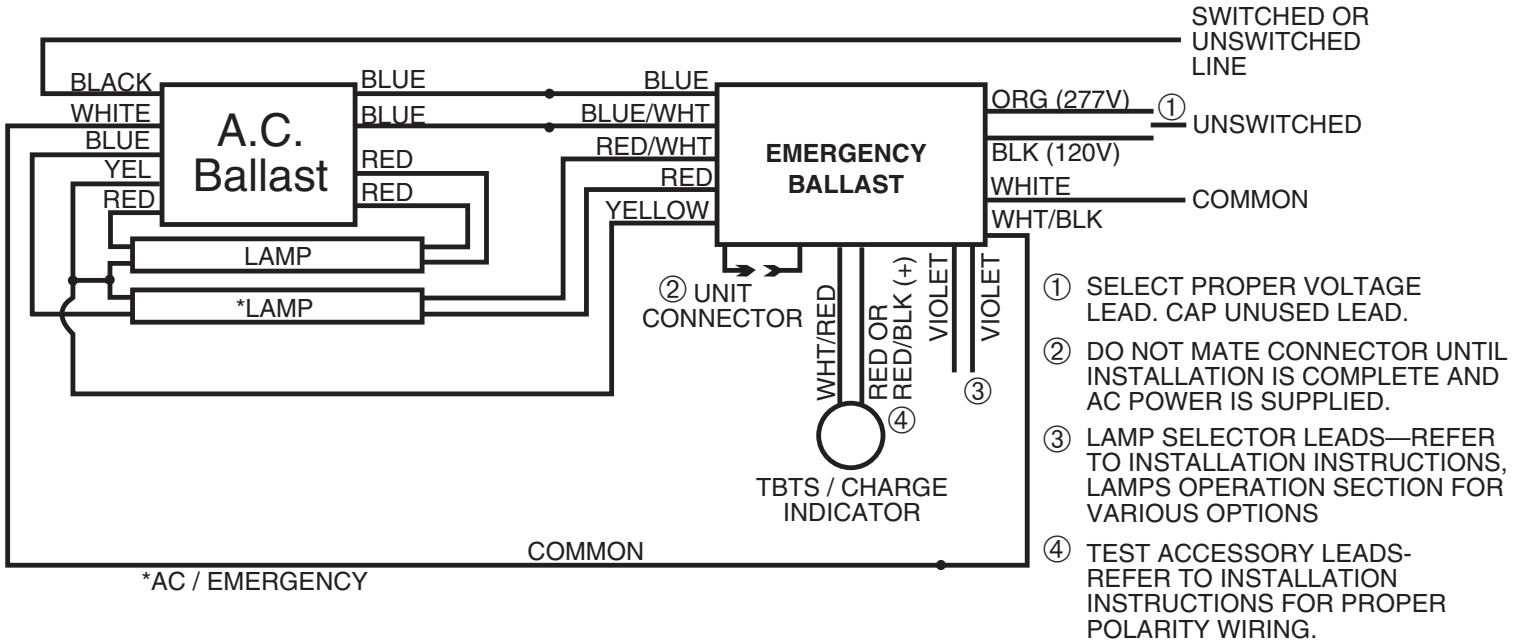 SWITCHED OR
UNSWITCHED
LINE
BLACK
WHITE
BLUE
YEL
RED
A.C.
Ballast
BLUE
BLUE
RED
RED
LAMP
*LAMP
BLUE
BLUE/WHT
RED/WHT
RED
YELLOW
EMERGENCY
BALLAST
ORG (277V)
①
UNSWITCHED
BLK (120V)
WHITE
COMMON
WHT/BLK
② UNIT
CONNECTOR
WHT/RED
RED OR
RED/BLK (+)
VIOLET
VIOLET
③
④
TBTS / CHARGE
INDICATOR
COMMON
*AC / EMERGENCY
① SELECT PROPER VOLTAGE
LEAD. CAP UNUSED LEAD.
② DO NOT MATE CONNECTOR UNTIL
INSTALLATION IS COMPLETE AND
AC POWER IS SUPPLIED.
③ LAMP SELECTOR LEADS—REFER
TO INSTALLATION INSTRUCTIONS,
LAMPS OPERATION SECTION FOR
VARIOUS OPTIONS
④ TEST ACCESSORY LEADS-
REFER TO INSTALLATION
INSTRUCTIONS FOR PROPER
POLARITY WIRING.